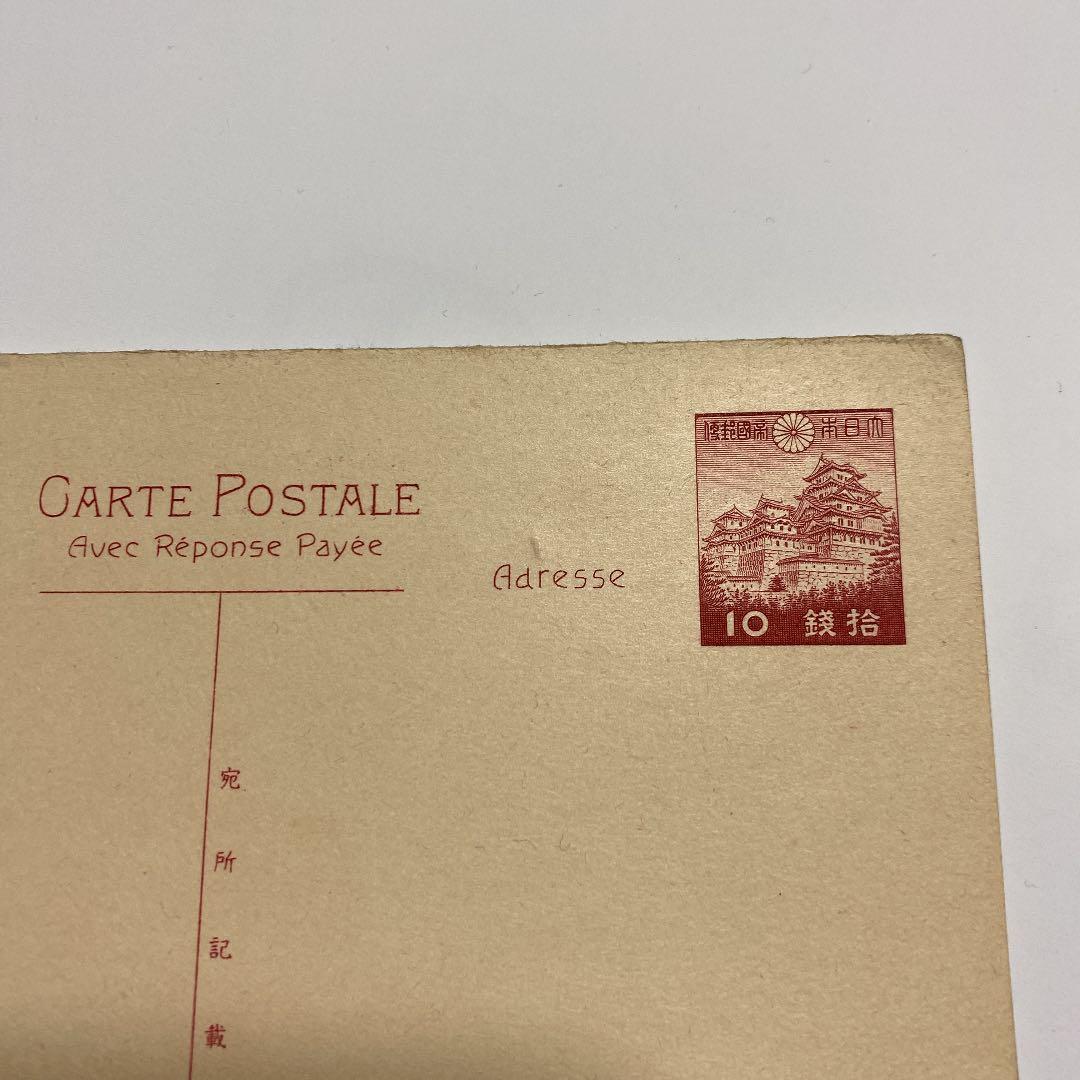 CARTE POSTALE
Avec Réponse Payée
Adresse
大日本帝國郵便
10 拾錢
宛所記載